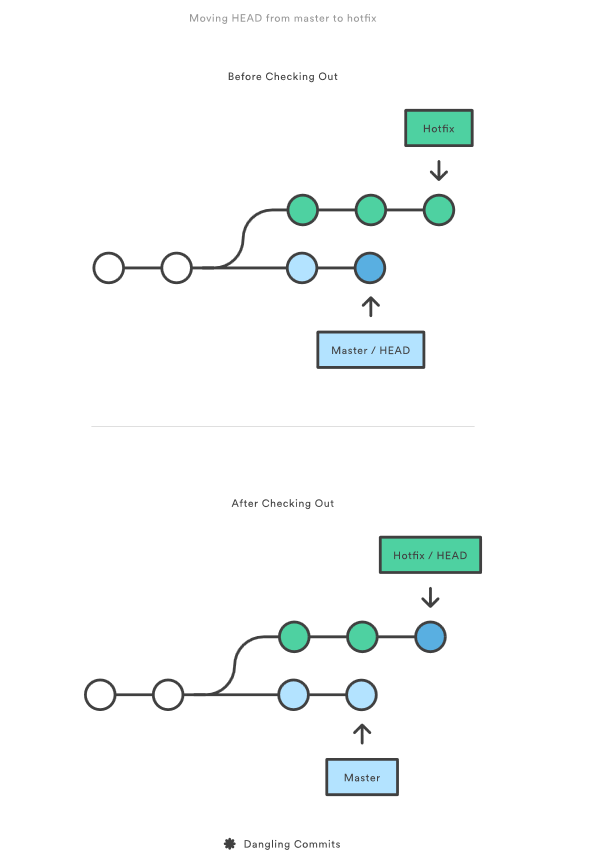 Moving HEAD from master to hotfix
Before Checking Out
Hotfix
Master / HEAD
After Checking Out
Hotfix / HEAD
Master
Dangling Commits